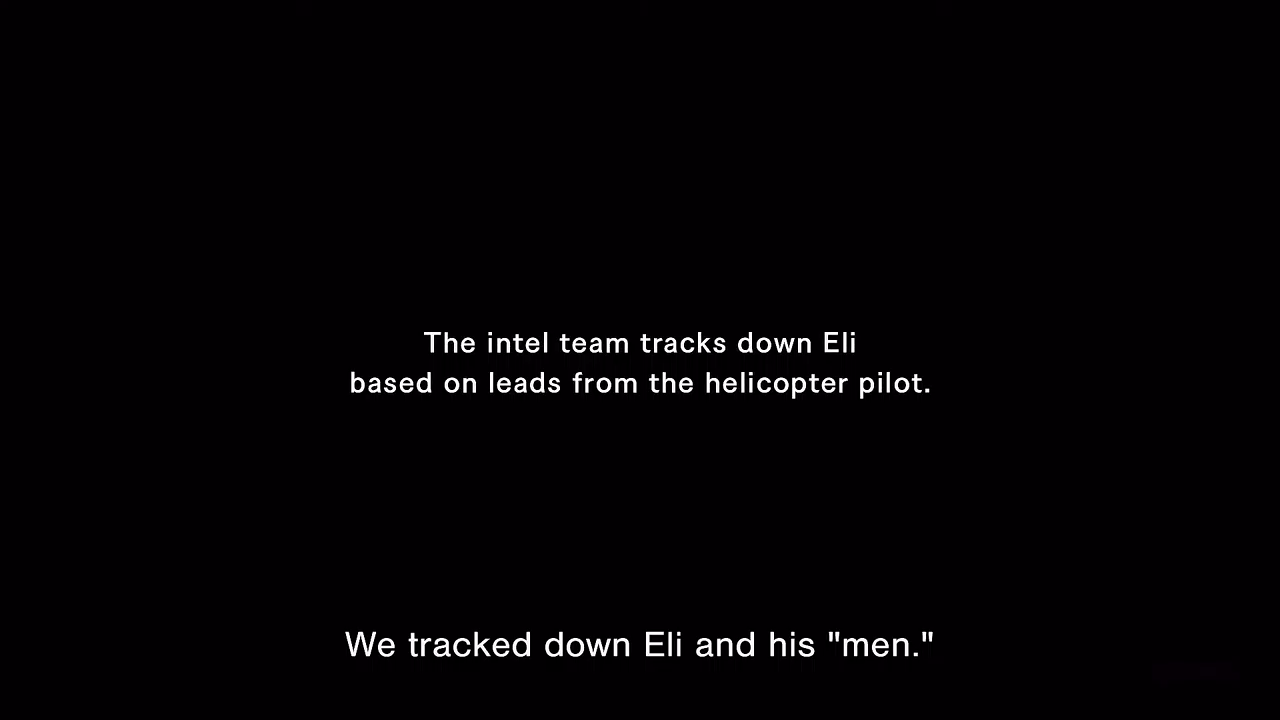 The intel team tracks down Eli
based on leads from the helicopter pilot.
We tracked down Eli and his "men."